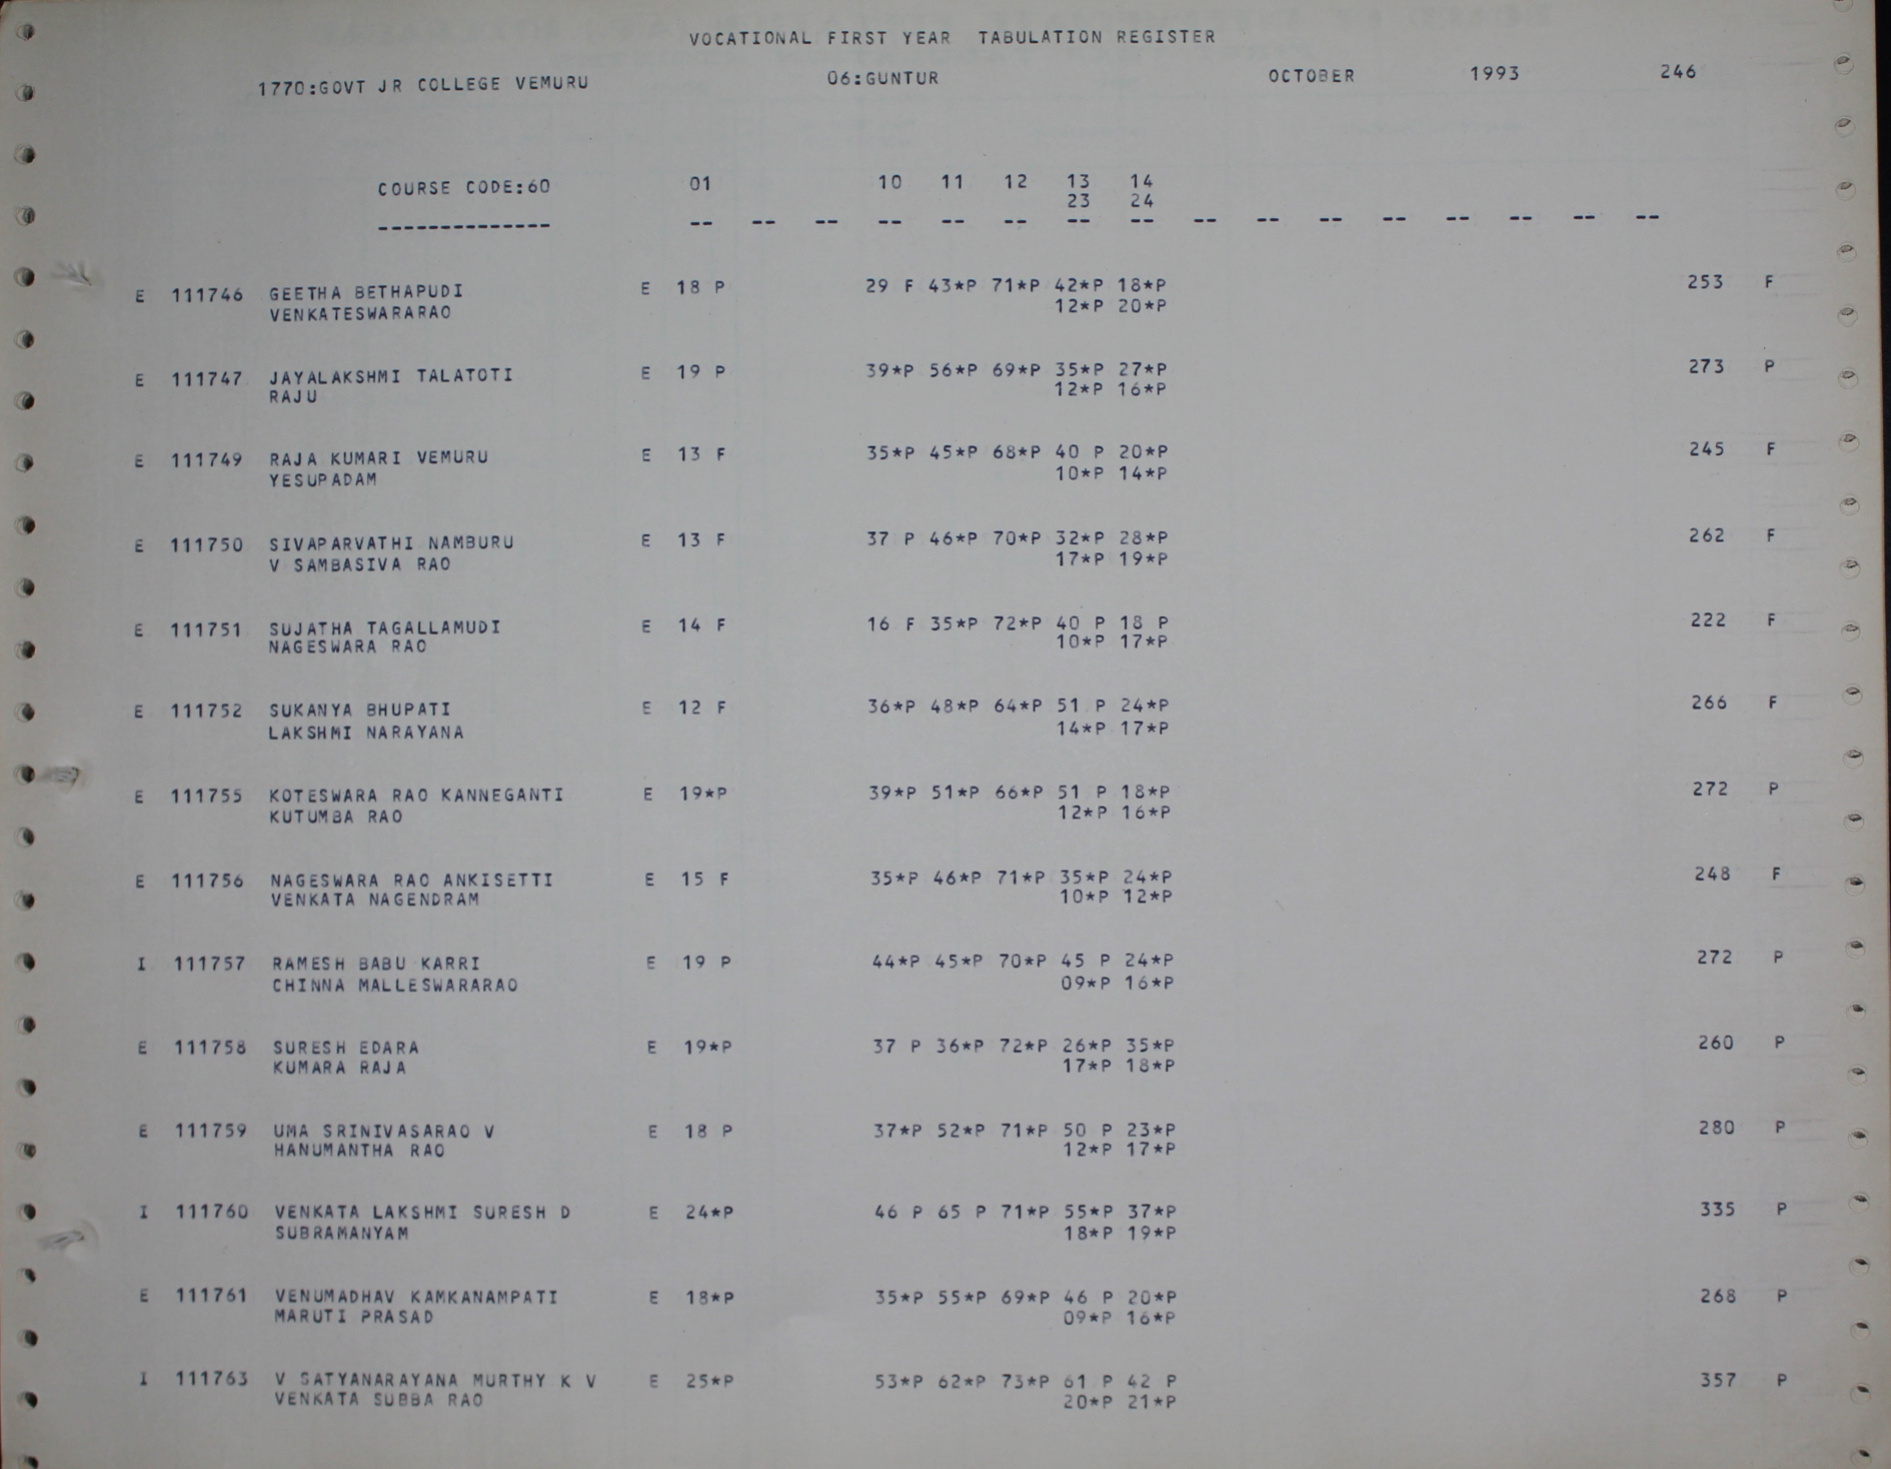 VOCATIONAL FIRST YEAR TABULATION REGISTER
1770:GOVT JR COLLEGE VEMURU 06:GUNTUR OCTOBER 1993 246
COURSE CODE:60 01 10 11 12 13 14
23 24
-------------- -- -- -- -- -- -- -- -- -- -- -- -- -- -- -- --
E 111746 GEETHA BETHAPUDI E 18 P 29 F 43*P 71*P 42*P 18*P 253 F
VENKATESWARARAO 12*P 20*P
E 111747 JAYALAKSHMI TALATOTI E 19 P 39*P 56*P 69*P 35*P 27*P 273 P
RAJU 12*P 16*P
E 111749 RAJA KUMARI VEMURU E 13 F 35*P 45*P 68*P 40 P 20*P 245 F
YESUPADAM 10*P 14*P
E 111750 SIVAPARVATHI NAMBURU E 13 F 37 P 46*P 70*P 32*P 28*P 262 F
V SAMBASIVA RAO 17*P 19*P
E 111751 SUJATHA TAGALLAMUDI E 14 F 16 F 35*P 72*P 40 P 18 P 222 F
NAGESWARA RAO 10*P 17*P
E 111752 SUKANYA BHUPATI E 12 F 36*P 48*P 64*P 51 P 24*P 266 F
LAKSHMI NARAYANA 14*P 17*P
E 111755 KOTESWARA RAO KANNEGANTI E 19*P 39*P 51*P 66*P 51 P 18*P 272 P
KUTUMBA RAO 12*P 16*P
E 111756 NAGESWARA RAO ANKISETTI E 15 F 35*P 46*P 71*P 35*P 24*P 248 F
VENKATA NAGENDRAM 10*P 12*P
I 111757 RAMESH BABU KARRI E 19 P 44*P 45*P 70*P 45 P 24*P 272 P
CHINNA MALLESWARARAO 09*P 16*P
E 111758 SURESH EDARA E 19*P 37 P 36*P 72*P 26*P 35*P 260 P
KUMARA RAJA 17*P 18*P
E 111759 UMA SRINIVASARAO V E 18 P 37*P 52*P 71*P 50 P 23*P 280 P
HANUMANTHA RAO 12*P 17*P
I 111760 VENKATA LAKSHMI SURESH D E 24*P 46 P 65 P 71*P 55*P 37*P 335 P
SUBRAMANYAM 18*P 19*P
E 111761 VENUMADHAV KAMKANAMPATI E 18*P 35*P 55*P 69*P 46 P 20*P 268 P
MARUTI PRASAD 09*P 16*P
I 111763 V SATYANARAYANA MURTHY K V E 25*P 53*P 62*P 73*P 61 P 42 P 357 P
VENKATA SUBBA RAO 20*P 21*P